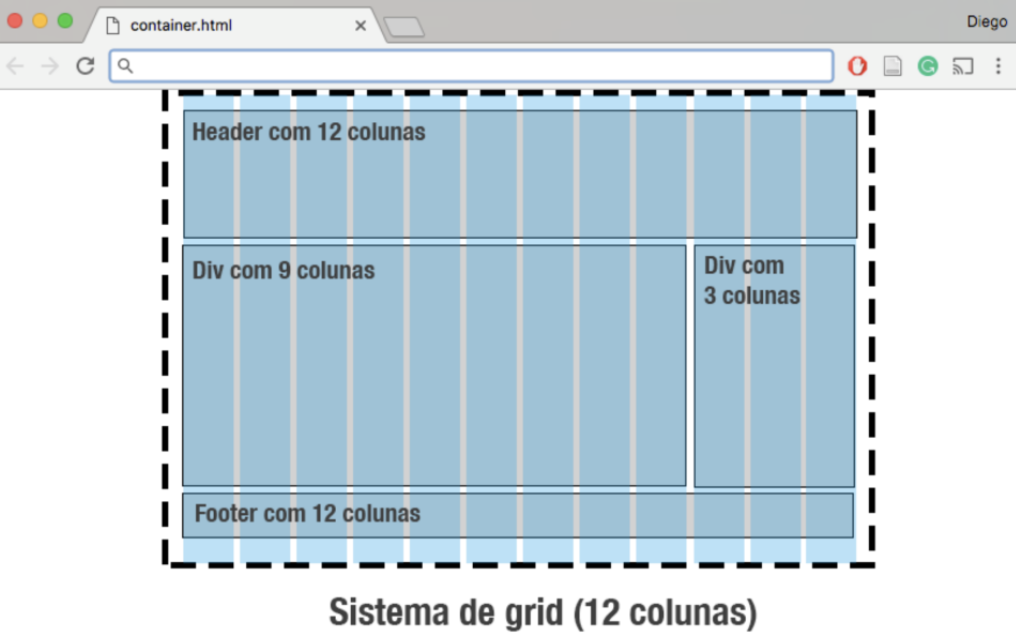 container.html
Diego
Header com 12 colunas
Div com 9 colunas
Div com
3 colunas
Footer com 12 colunas
Sistema de grid (12 colunas)